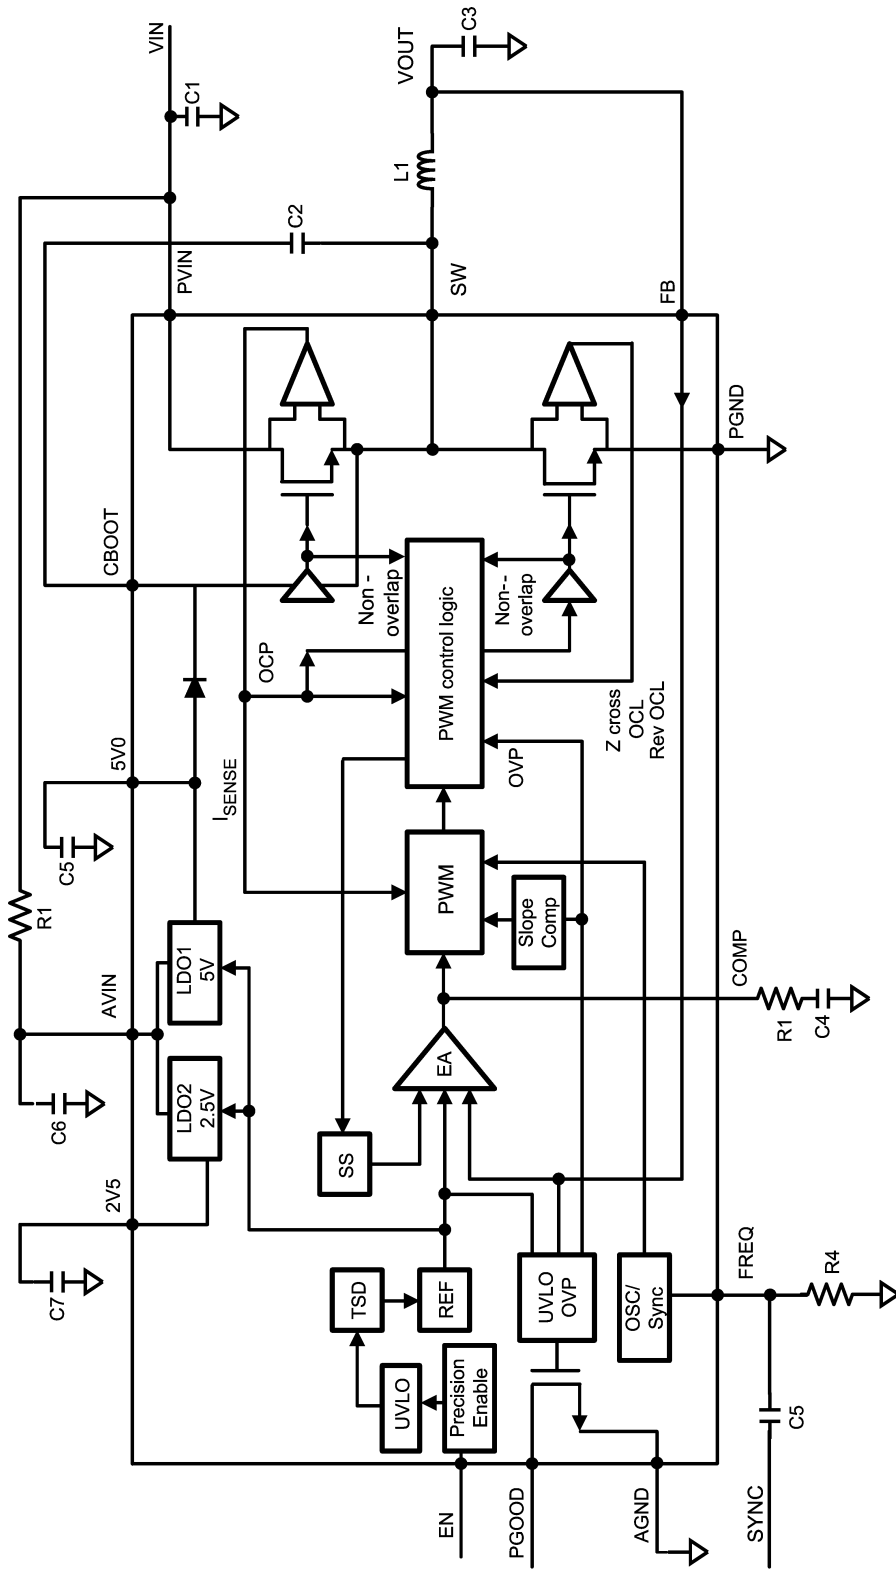 VIN
C1
C3
VOUT
L1
C2
PVIN
SW
FB
PGND
CBOOT
Non -
overlap
Non--
overlap
OCP
PWM control logic
Z cross
OCL
Rev OCL
5V0
ISENSE
OVP
C5
R1
PWM
Slope
Comp
LDO1
5V
AVIN
COMP
R1
C4
EA
LDO2
2.5V
C6
SS
2V5
C7
TSD
REF
UVLO
OVP
OSC/
Sync
FREQ
R4
UVLO
Precision
Enable
C5
EN
PGOOD
AGND
SYNC